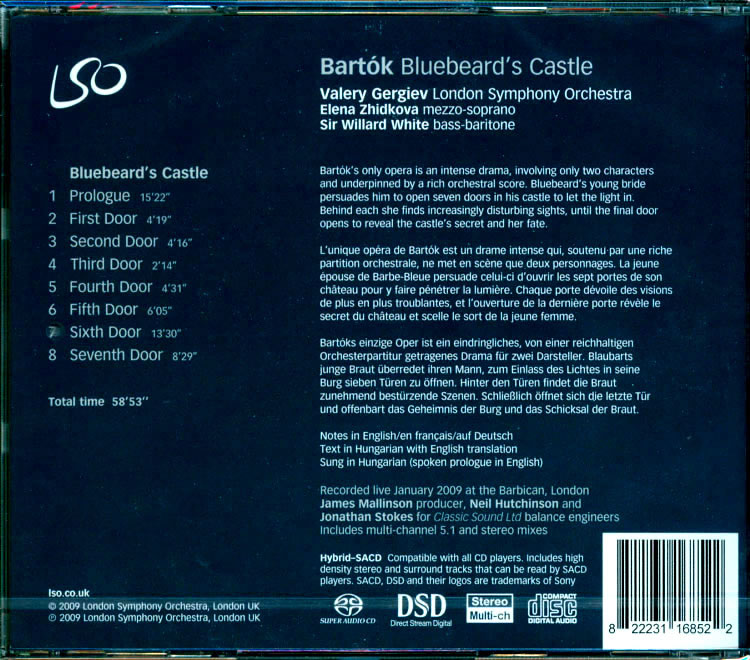 LSO
Bartók Bluebeard's Castle
Valery Gergiev London Symphony Orchestra
Elena Zhidkova mezzo-soprano
Sir Willard White bass-baritone
Bluebeard's Castle
1 Prologue 15'22"
2 First Door 4'19"
3 Second Door 4'16"
4 Third Door 2'14"
5 Fourth Door 4'31"
6 Fifth Door 6'05"
7 Sixth Door 13'30"
8 Seventh Door 8'29"
Total time 58'53"
Bartók's only opera is an intense drama, involving only two characters
and underpinned by a rich orchestral score. Bluebeard's young bride
persuades him to open seven doors in his castle to let the light in.
Behind each she finds increasingly disturbing sights, until the final door
opens to reveal the castle's secret and her fate.
L'unique opéra de Bartók est un drame intense qui, soutenu par une riche
partition orchestrale, ne met en scène que deux personnages. La jeune
épouse de Barbe-Bleue persuade celui-ci d'ouvrir les sept portes de son
château pour y faire pénétrer la lumière. Chaque porte dévoile des visions
de plus en plus troublantes, et l'ouverture de la dernière porte révèle le
secret du château et scelle le sort de la jeune femme.
Bartóks einzige Oper ist ein eindringliches, von einer reichhaltigen
Orchesterpartitur getragenes Drama für zwei Darsteller. Blaubarts
junge Braut überredet ihren Mann, zum Einlass des Lichtes in seine
Burg sieben Türen zu öffnen. Hinter den Türen findet die Braut
zunehmend bestürzende Szenen. Schließlich öffnet sich die letzte Tür
und offenbart das Geheimnis der Burg und das Schicksal der Braut.
Notes in English/en français/auf Deutsch
Text in Hungarian with English translation
Sung in Hungarian (spoken prologue in English)
Recorded live January 2009 at the Barbican, London
James Mallinson producer, Neil Hutchinson and
Jonathan Stokes for Classic Sound Ltd balance engineers
Includes multi-channel 5.1 and stereo mixes
Hybrid-SACD Compatible with all CD players. Includes high
density stereo and surround tracks that can be read by SACD
players. SACD, DSD and their logos are trademarks of Sony
lso.co.uk
© 2009 London Symphony Orchestra, London UK
℗ 2009 London Symphony Orchestra, London UK
SUPER AUDIO CD
DSD
Direct Stream Digital
Stereo
Multi-ch
COMPACT
disc
DIGITAL AUDIO
8 22231 16852 2